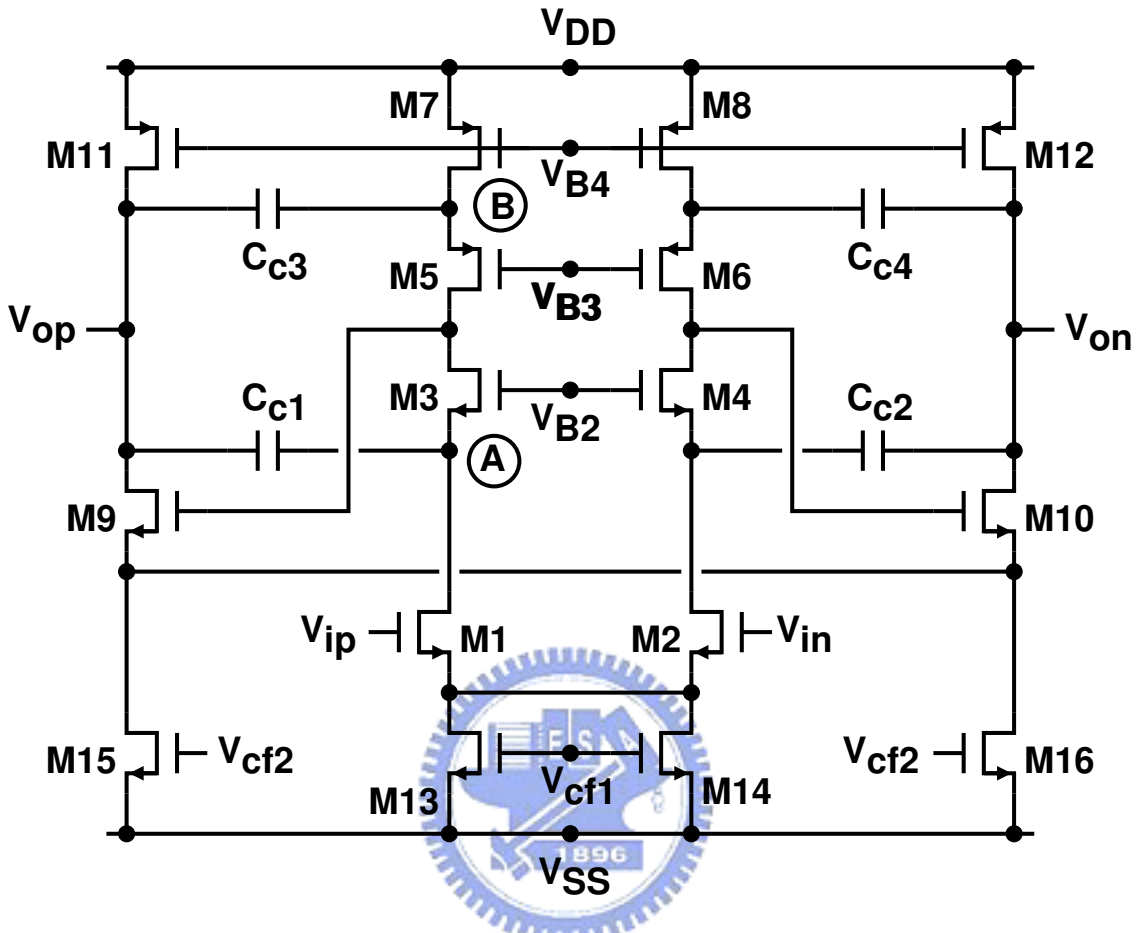 VDD
M7 M8
M11 VB4 M12
B
Cc3 Cc4
M5 M6
VB3
Vop Von
M3 M4
Cc1 VB2 Cc2
A
M9 M10
Vip M1 M2 Vin
ES
M15 Vcf2 Vcf2 M16
M13 Vcf1 M14
1896
VSS